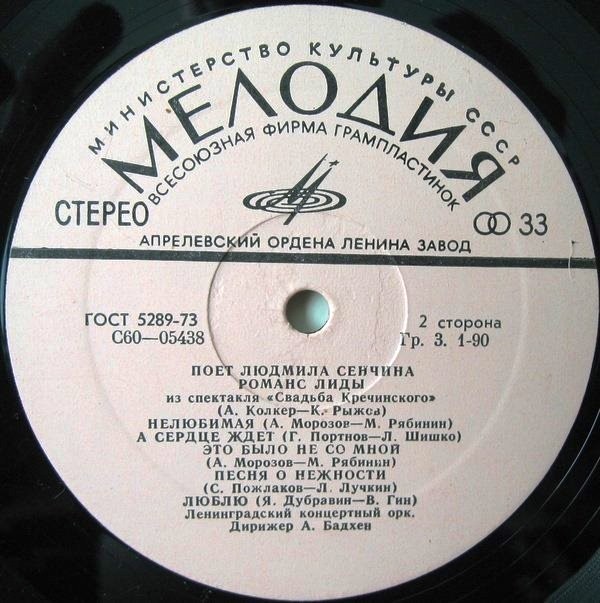 МИНИСТЕРСТВО КУЛЬТУРЫ СССР
МЕЛОДИЯ
ВСЕСОЮЗНАЯ ФИРМА ГРАМПЛАСТИНОК
СТЕРЕО
33
АПРЕЛЕВСКИЙ ОРДЕНА ЛЕНИНА ЗАВОД
ГОСТ 5289-73
2 сторона
С60—05438
Гр. 3. 1-90
ПОЕТ ЛЮДМИЛА СЕНЧИНА
РОМАНС ЛИДЫ
из спектакля «Свадьба Кречинского»
(А. Колкер—К. Рыжов)
НЕЛЮБИМАЯ (А. Морозов—М. Рябинин)
А СЕРДЦЕ ЖДЕТ (Г. Портнов—Л. Шишко)
ЭТО БЫЛО НЕ СО МНОЙ
(А. Морозов—М. Рябинин)
ПЕСНЯ О НЕЖНОСТИ
(С. Пожлаков—Л. Лучкин)
ЛЮБЛЮ (Я. Дубравин—В. Гин)
Ленинградский концертный орк.
Дирижер А. Бадхен